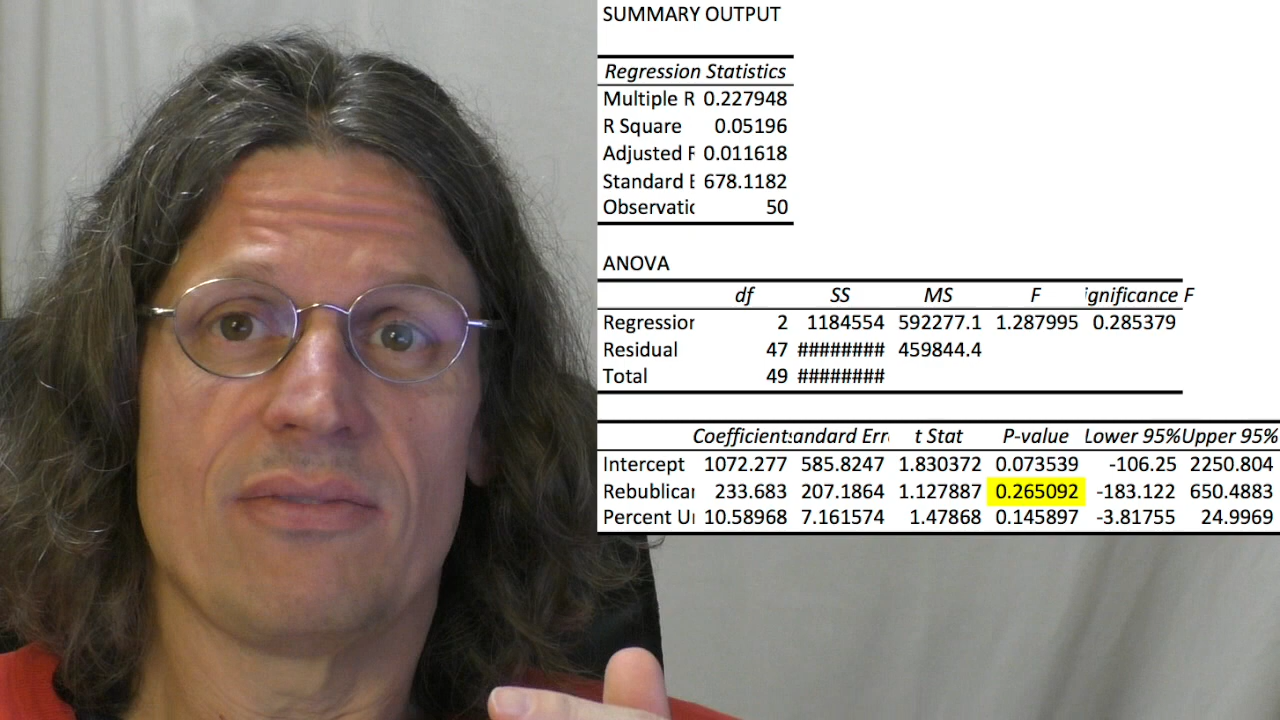 SUMMARY OUTPUT
Regression Statistics
Multiple R 0.227948
R Square 0.05196
Adjusted R 0.011618
Standard E 678.1182
Observatic 50
ANOVA
df SS MS F ignificance F
Regression 2 1184554 592277.1 1.287995 0.285379
Residual 47 ######## 459844.4
Total 49 ########
Coefficients andard Err t Stat P-value Lower 95% Upper 95%
Intercept 1072.277 585.8247 1.830372 0.073539 -106.25 2250.804
Rebublican 233.683 207.1864 1.127887 0.265092 -183.122 650.4883
Percent Ur 10.58968 7.161574 1.47868 0.145897 -3.81755 24.9969